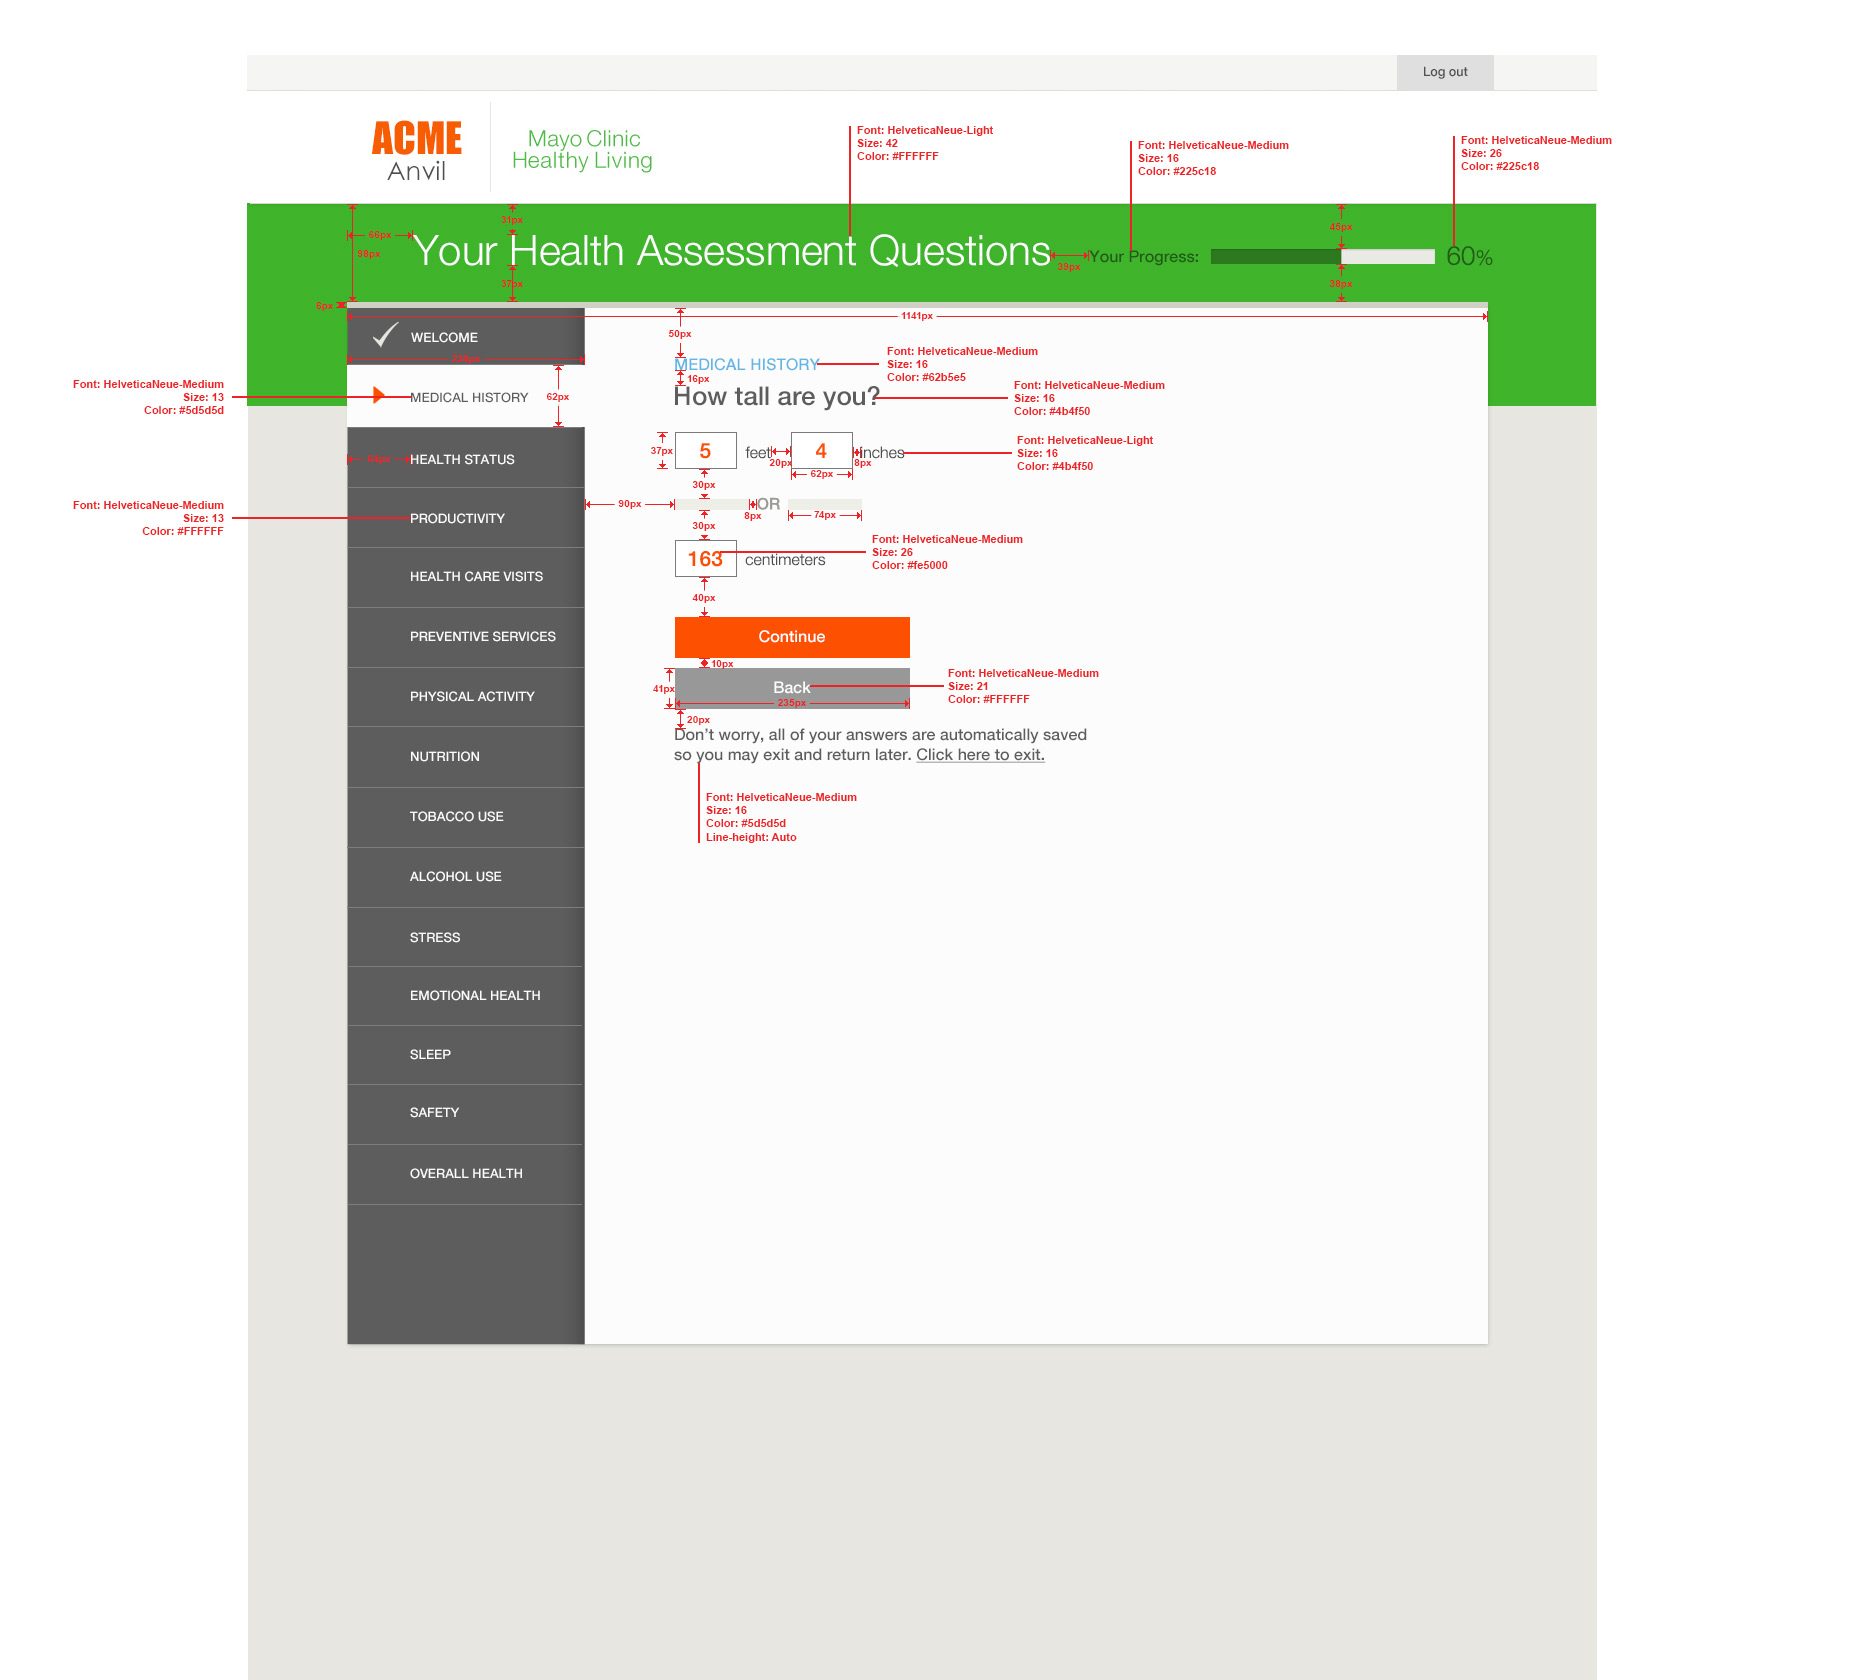 Log out
ACME
Anvil
Mayo Clinic
Healthy Living
Font: HelveticaNeue-Light
Size: 42
Color: #FFFFFF
Font: HelveticaNeue-Medium
Size: 16
Color: #225c18
Font: HelveticaNeue-Medium
Size: 26
Color: #225c18
31px
45px
66px
98px
Your Health Assessment Questions
39px
Your Progress:
60%
37px
38px
6px
1141px
WELCOME
50px
MEDICAL HISTORY
Font: HelveticaNeue-Medium
Size: 16
Color: #62b5e5
16px
Font: HelveticaNeue-Medium
Size: 13
Color: #5d5d5d
MEDICAL HISTORY
62px
How tall are you?
Font: HelveticaNeue-Medium
Size: 16
Color: #4b4f50
37px
5
feet
20px
4
inches
8px
62px
Font: HelveticaNeue-Light
Size: 16
Color: #4b4f50
HEALTH STATUS
30px
90px
8px
OR
74px
30px
Font: HelveticaNeue-Medium
Size: 13
Color: #FFFFFF
PRODUCTIVITY
163
centimeters
Font: HelveticaNeue-Medium
Size: 26
Color: #fe5000
HEALTH CARE VISITS
40px
PREVENTIVE SERVICES
Continue
10px
41px
Back
235px
Font: HelveticaNeue-Medium
Size: 21
Color: #FFFFFF
PHYSICAL ACTIVITY
20px
Don't worry, all of your answers are automatically saved
so you may exit and return later. Click here to exit.
NUTRITION
Font: HelveticaNeue-Medium
Size: 16
Color: #5d5d5d
Line-height: Auto
TOBACCO USE
ALCOHOL USE
STRESS
EMOTIONAL HEALTH
SLEEP
SAFETY
OVERALL HEALTH